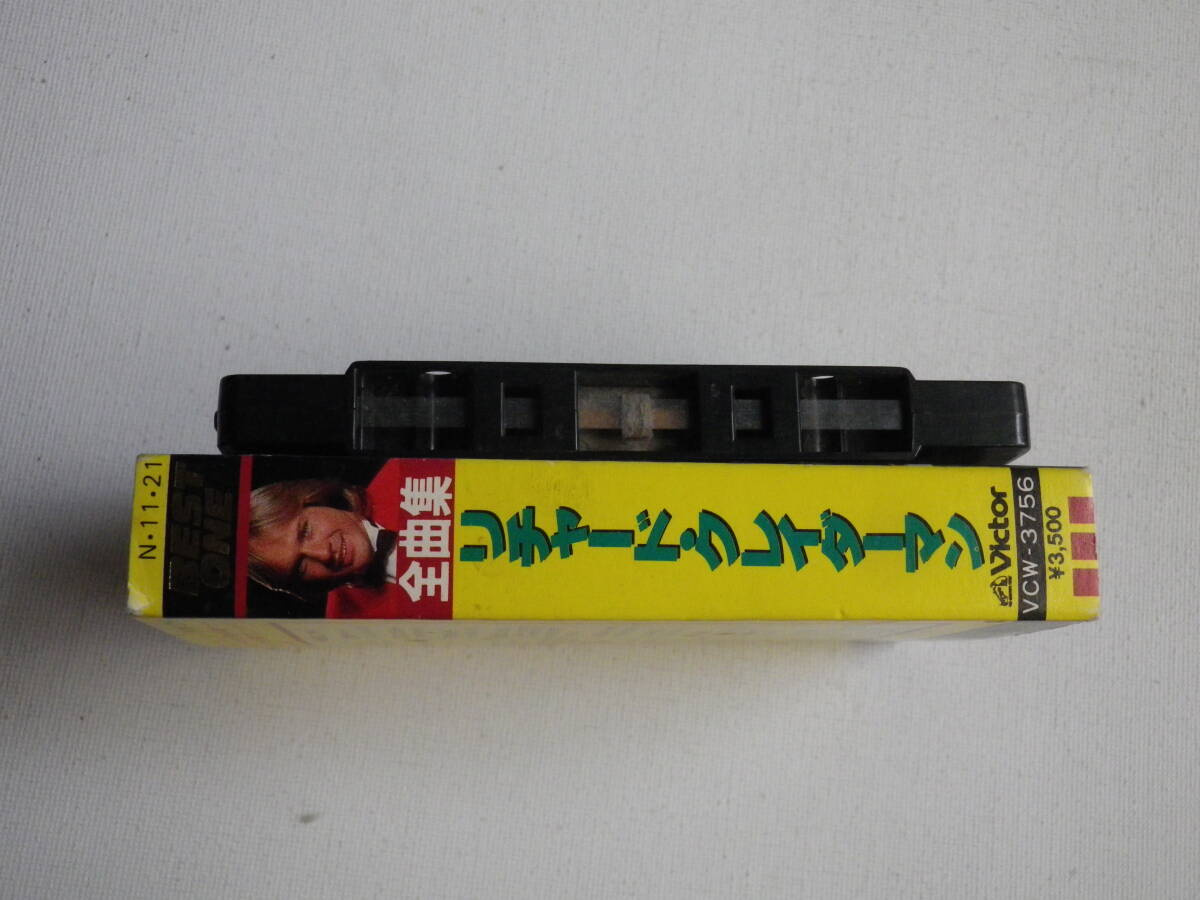 N・11・21
BEST
ONE
全曲集
リチャード・クレイダーマン
Victor
VCW-3756
¥3,500